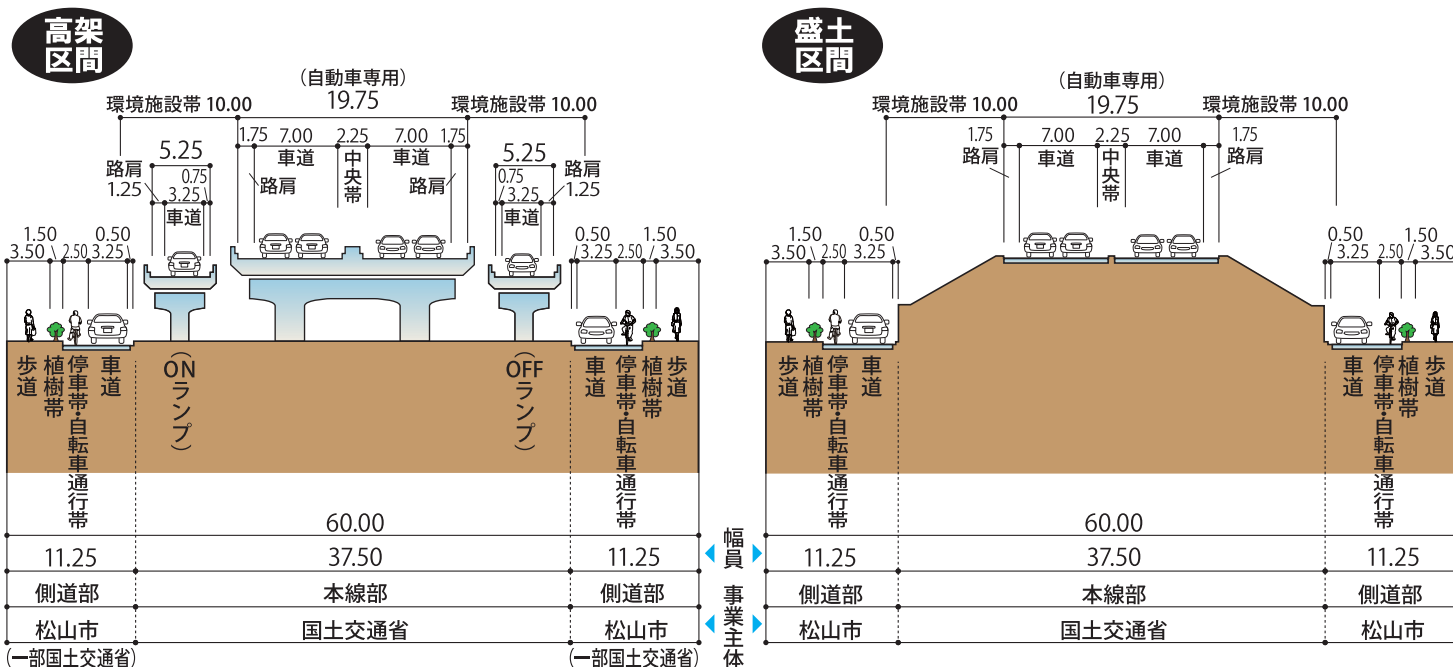 高架
区間
(自動車専用)
環境施設帯 10.00
19.75
環境施設帯 10.00
1.75
7.00
2.25
7.00
1.75
5.25
路肩
車道
中央帯
車道
路肩
5.25
路肩
1.25
0.75
3.25
車道
0.75
3.25
車道
路肩
1.25
1.50
3.50
2.50
3.25
0.50
0.50
3.25
2.50
1.50
3.50
歩道
植樹帯
停車帯・自転車通行帯
車道
(ONランプ)
(OFFランプ)
車道
停車帯・自転車通行帯
植樹帯
歩道
60.00
11.25
37.50
11.25
側道部
本線部
側道部
松山市
国土交通省
松山市
(一部国土交通省)
(一部国土交通省)
幅員
事業主体
盛土
区間
(自動車専用)
環境施設帯 10.00
19.75
環境施設帯 10.00
1.75
路肩
7.00
車道
2.25
中央帯
7.00
車道
1.75
路肩
1.50
3.50
2.50
3.25
0.50
0.50
3.25
2.50
1.50
3.50
歩道
植樹帯
停車帯・自転車通行帯
車道
車道
停車帯・自転車通行帯
植樹帯
歩道
60.00
11.25
37.50
11.25
側道部
本線部
側道部
松山市
国土交通省
松山市